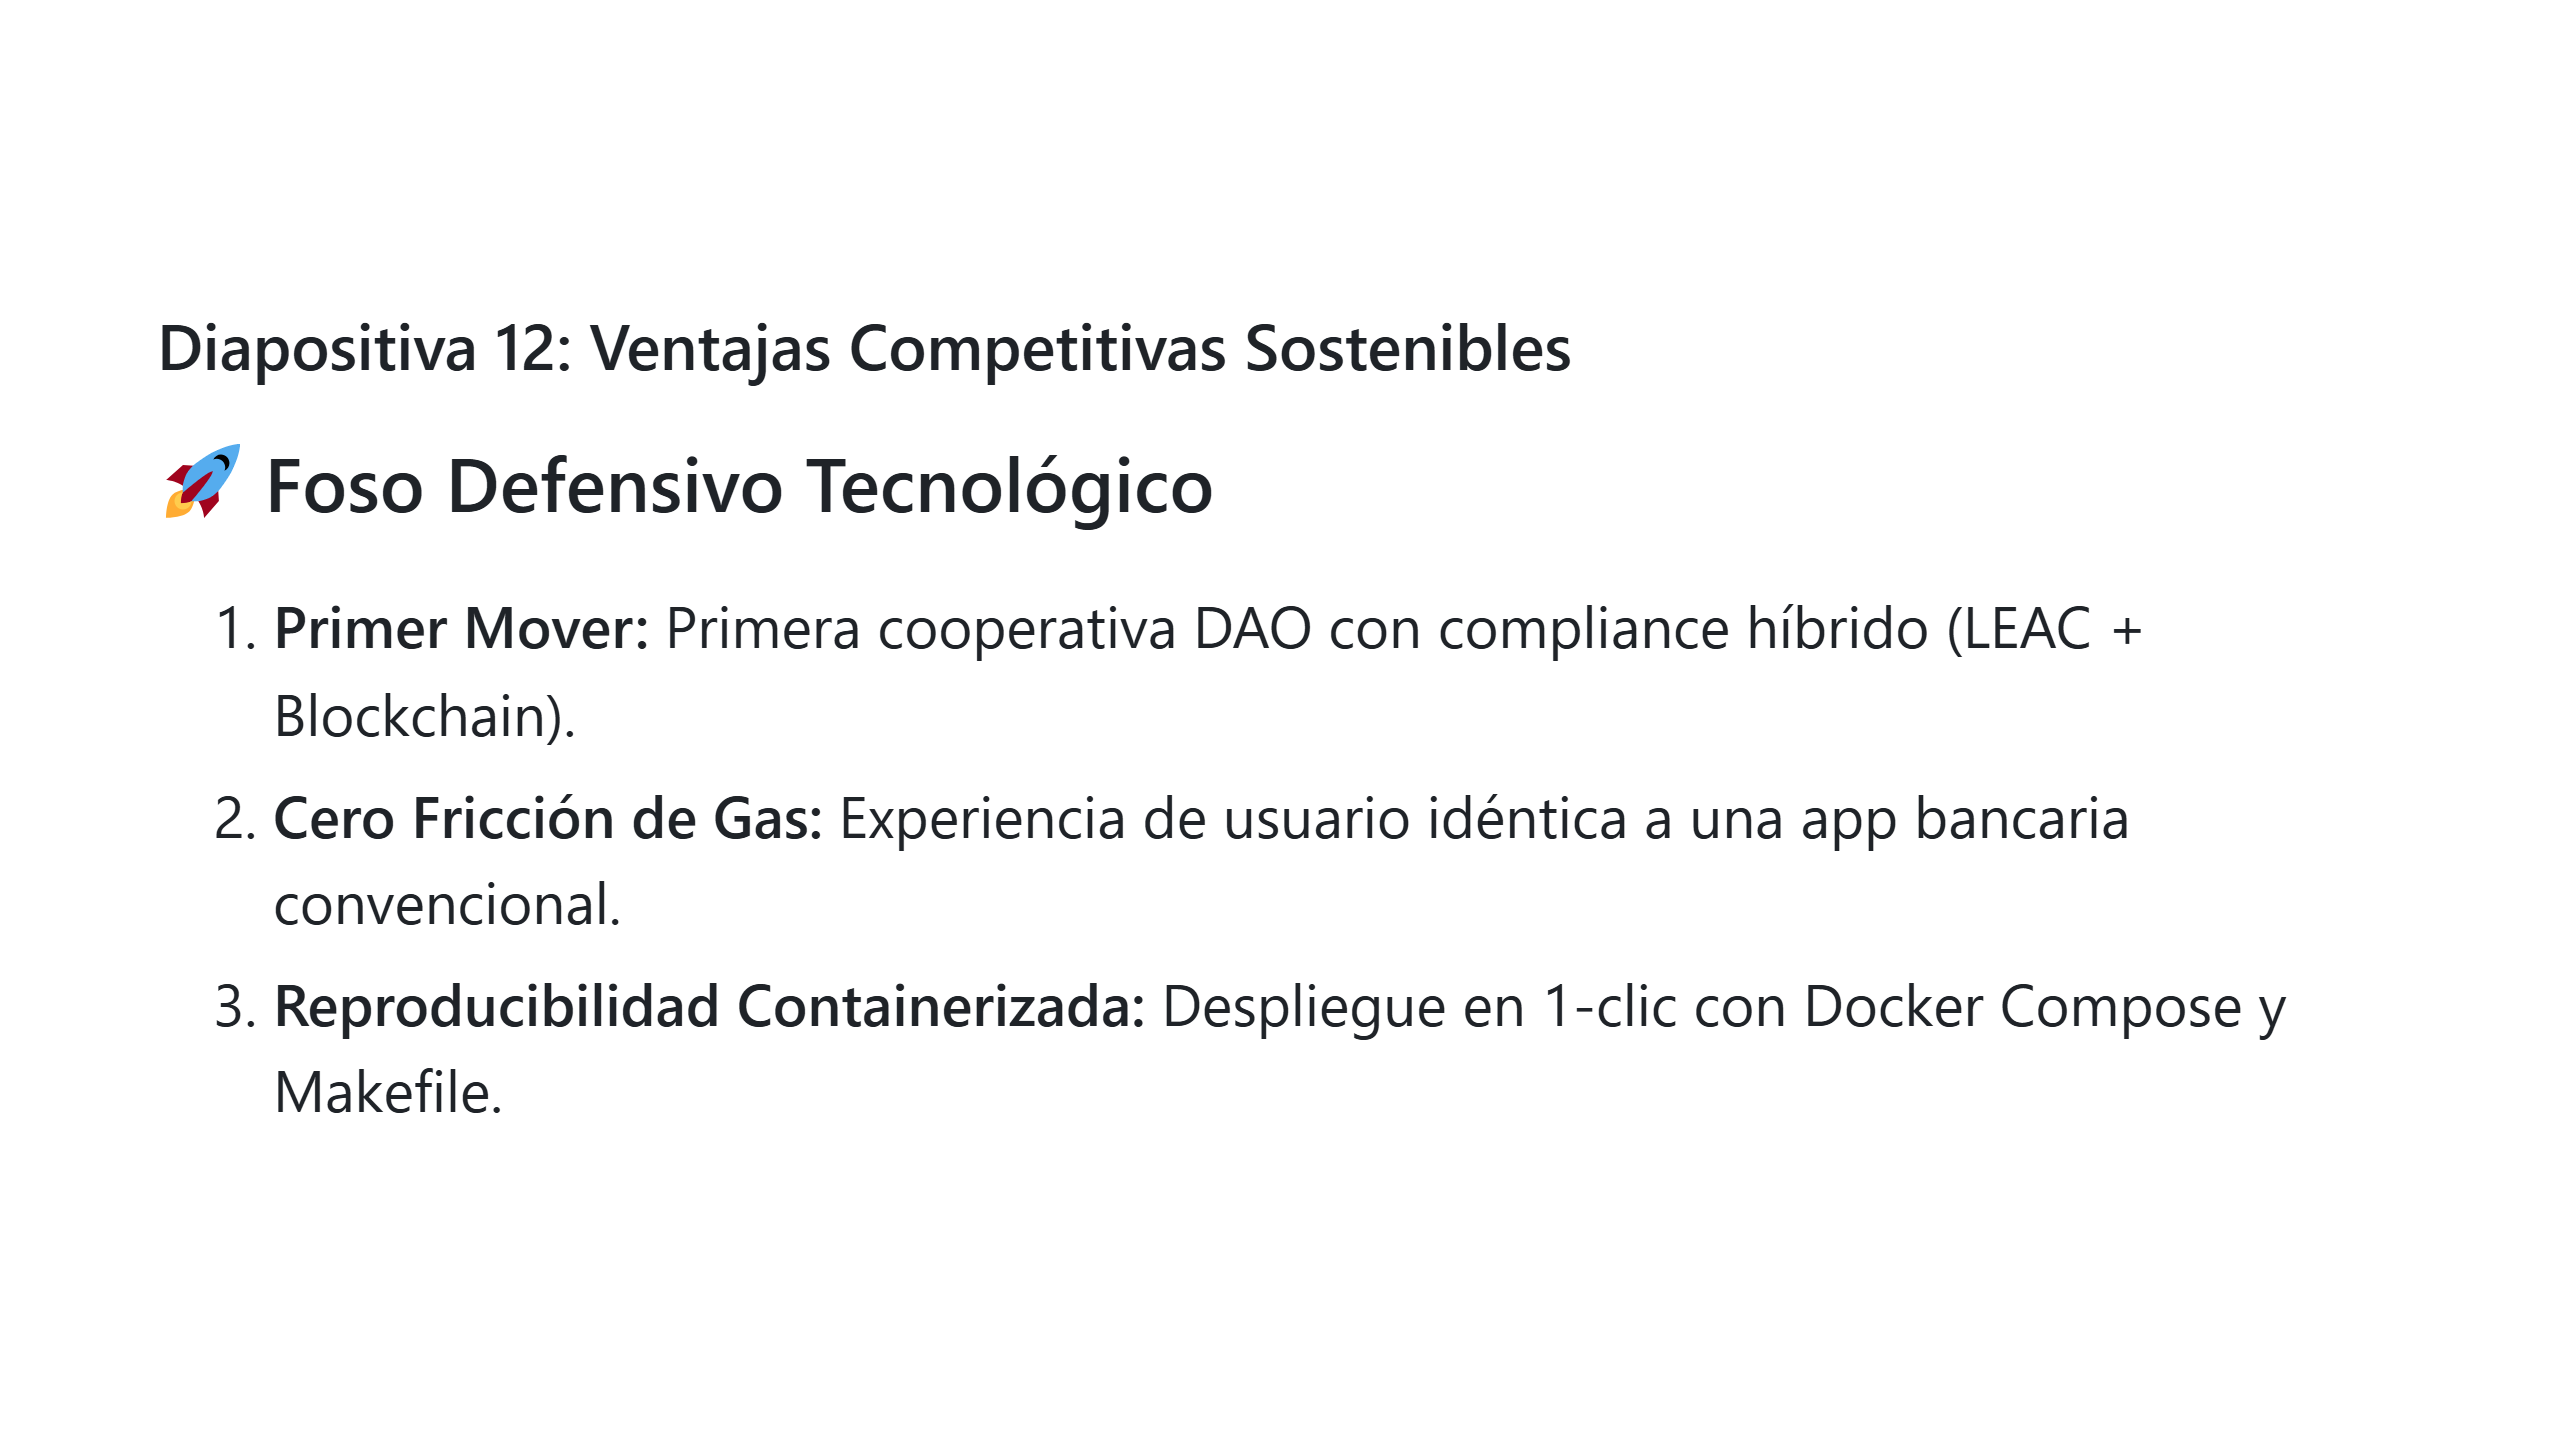 Diapositiva 12: Ventajas Competitivas Sostenibles
🚀 Foso Defensivo Tecnológico
1. Primer Mover: Primera cooperativa DAO con compliance híbrido (LEAC +
Blockchain).
2. Cero Fricción de Gas: Experiencia de usuario idéntica a una app bancaria
convencional.
3. Reproducibilidad Containerizada: Despliegue en 1-clic con Docker Compose y
Makefile.